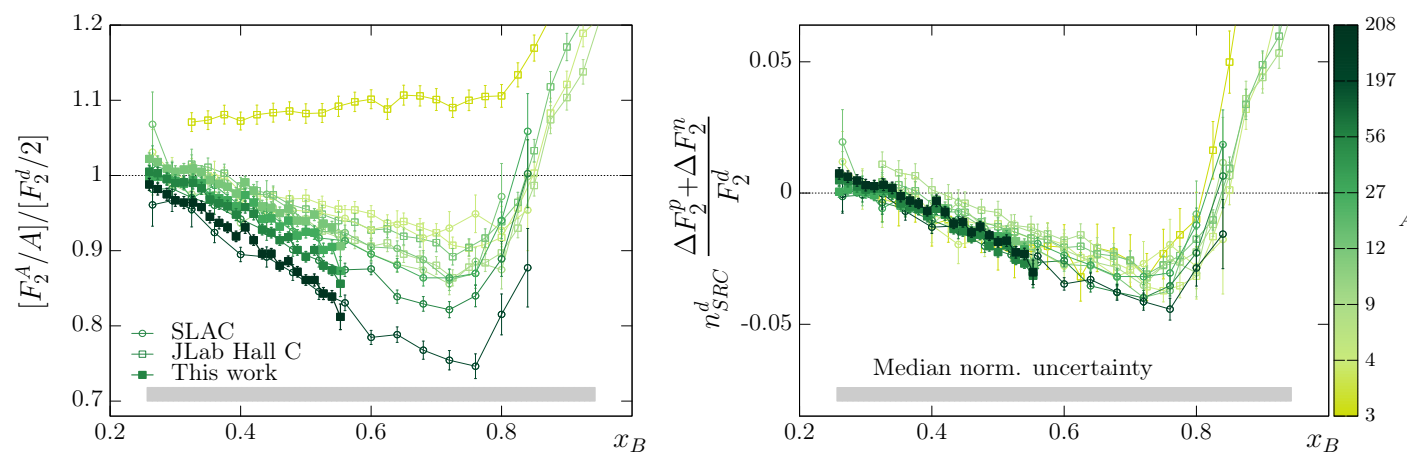 1.2
1.1
1
0.9
0.8
0.7
[F_2^A/A]/[F_2^d/2]
SLAC
JLab Hall C
This work
0.2
0.4
0.6
0.8
x_B
0.05
0
-0.05
n_{SRC}^d
ΔF_2^p+ΔF_2^n
F_2^d
Median norm. uncertainty
0.2
0.4
0.6
0.8
x_B
208
197
56
27
12
9
4
3
A